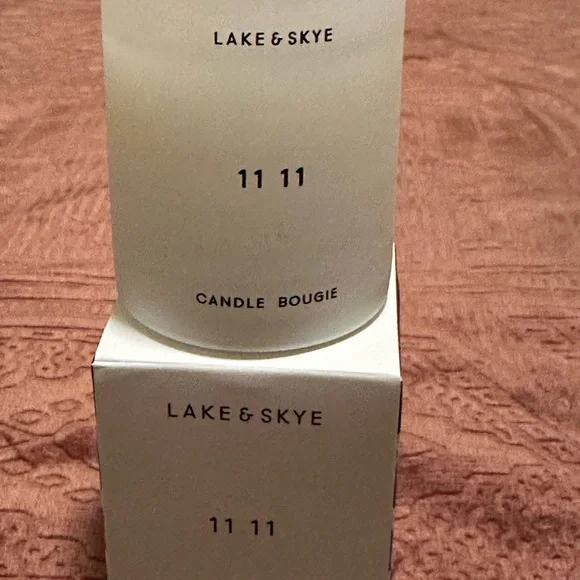 LAKE & SKYE
11 11
CANDLE BOUGIE
LAKE & SKYE
11 11